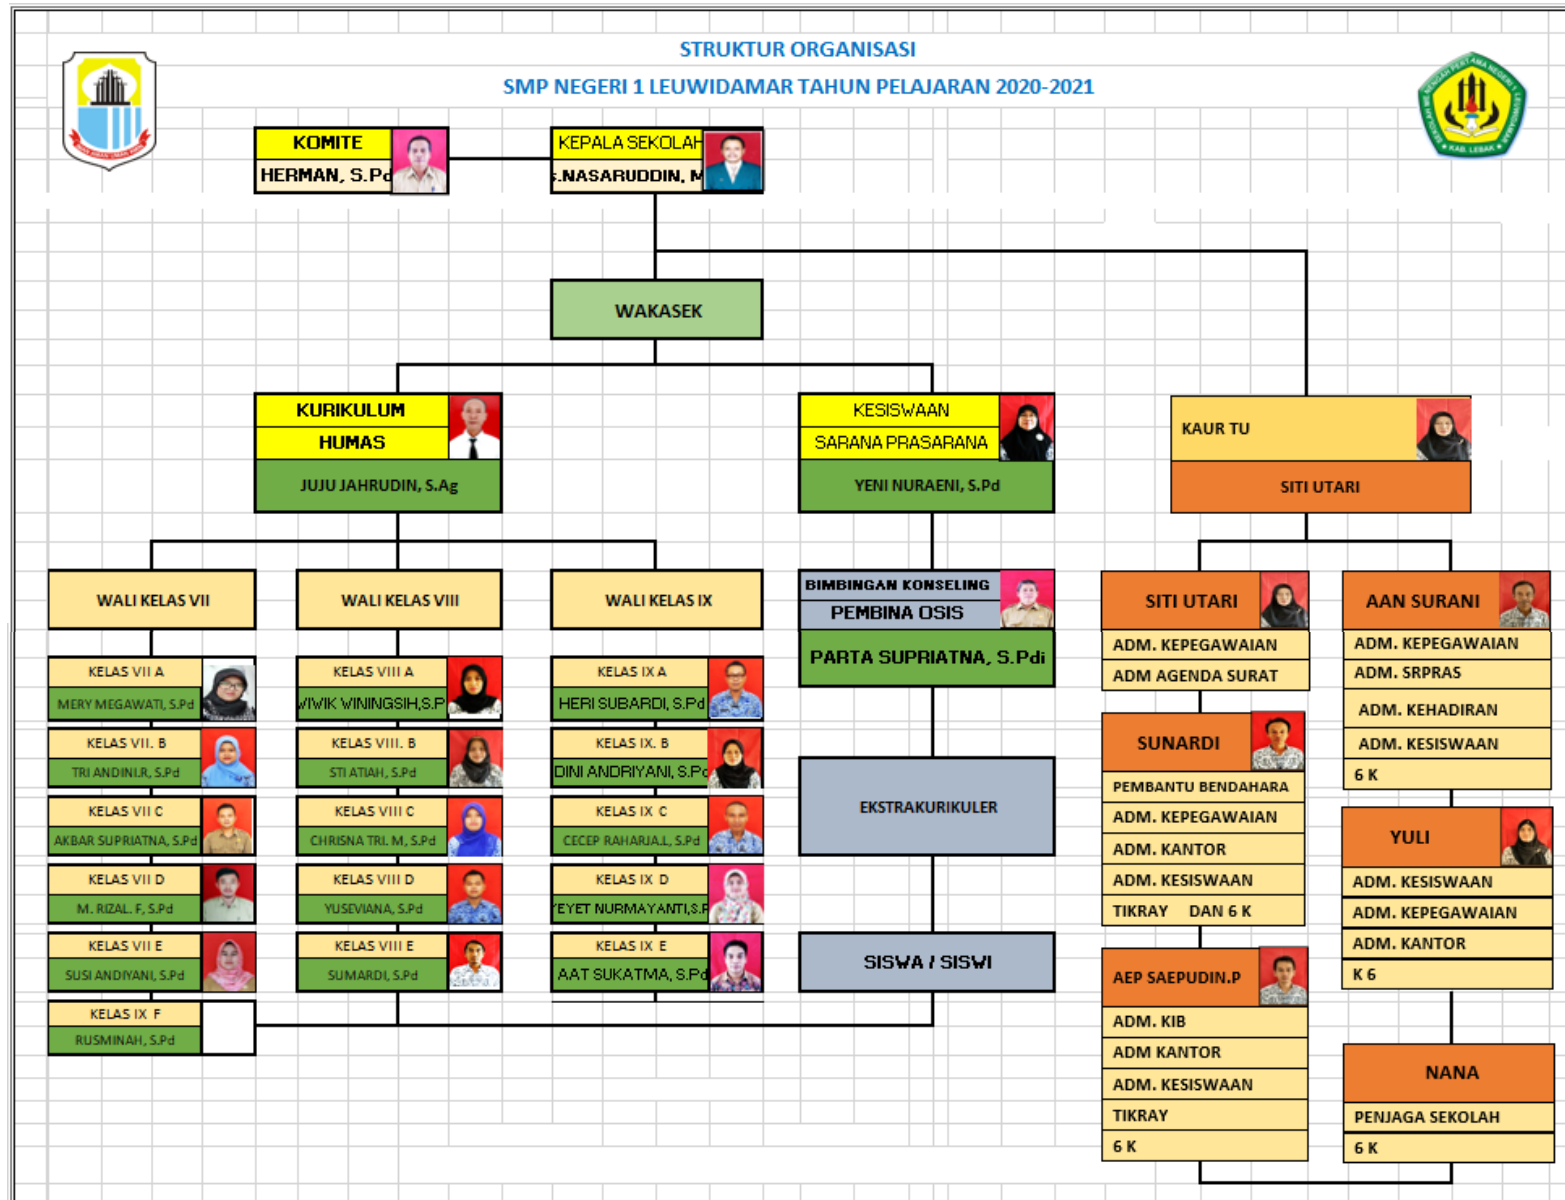 STRUKTUR ORGANISASI
SMP NEGERI 1 LEUWIDAMAR TAHUN PELAJARAN 2020-2021
SEKOLAH MENENGAH PERTAMA NEGERI 1 LEUWIDAMAR
KAB. LEBAK
KOMITE
HERMAN, S.Pd
KEPALA SEKOLAH
.NASARUDDIN, M
WAKASEK
KURIKULUM
HUMAS
JUJU JAHRUDIN, S.Ag
KESISWAAN
SARANA PRASARANA
YENI NURAENI, S.Pd
KAUR TU
SITI UTARI
WALI KELAS VII
KELAS VII A
MERY MEGAWATI, S.Pd
KELAS VII. B
TRI ANDINI.R, S.Pd
KELAS VII C
AKBAR SUPRIATNA, S.Pd
KELAS VII D
M. RIZAL. F, S.Pd
KELAS VII E
SUSI ANDIYANI, S.Pd
KELAS IX F
RUSMINAH, S.Pd
WALI KELAS VIII
KELAS VIII A
WIWIK WININGSIH,S.P
KELAS VIII. B
STI ATIAH, S.Pd
KELAS VIII C
CHRISNA TRI. M, S.Pd
KELAS VIII D
YUSEVIANA, S.Pd
KELAS VIII E
SUMARDI, S.Pd
WALI KELAS IX
KELAS IX A
HERI SUBARDI, S.Pd
KELAS IX. B
DINI ANDRIYANI, S.Pd
KELAS IX C
CECEP RAHARJA.L, S.Pd
KELAS IX D
YEYET NURMAYANTI,S.P
KELAS IX E
AAT SUKATMA, S.Pd
BIMBINGAN KONSELING
PEMBINA OSIS
PARTA SUPRIATNA, S.Pdi
EKSTRAKURIKULER
SISWA / SISWI
SITI UTARI
ADM. KEPEGAWAIAN
ADM AGENDA SURAT
SUNARDI
PEMBANTU BENDAHARA
ADM. KEPEGAWAIAN
ADM. KANTOR
ADM. KESISWAAN
TIKRAY DAN 6 K
AEP SAEPUDIN.P
ADM. KIB
ADM KANTOR
ADM. KESISWAAN
TIKRAY
6 K
AAN SURANI
ADM. KEPEGAWAIAN
ADM. SRPRAS
ADM. KEHADIRAN
ADM. KESISWAAN
6 K
YULI
ADM. KESISWAAN
ADM. KEPEGAWAIAN
ADM. KANTOR
K 6
NANA
PENJAGA SEKOLAH
6 K